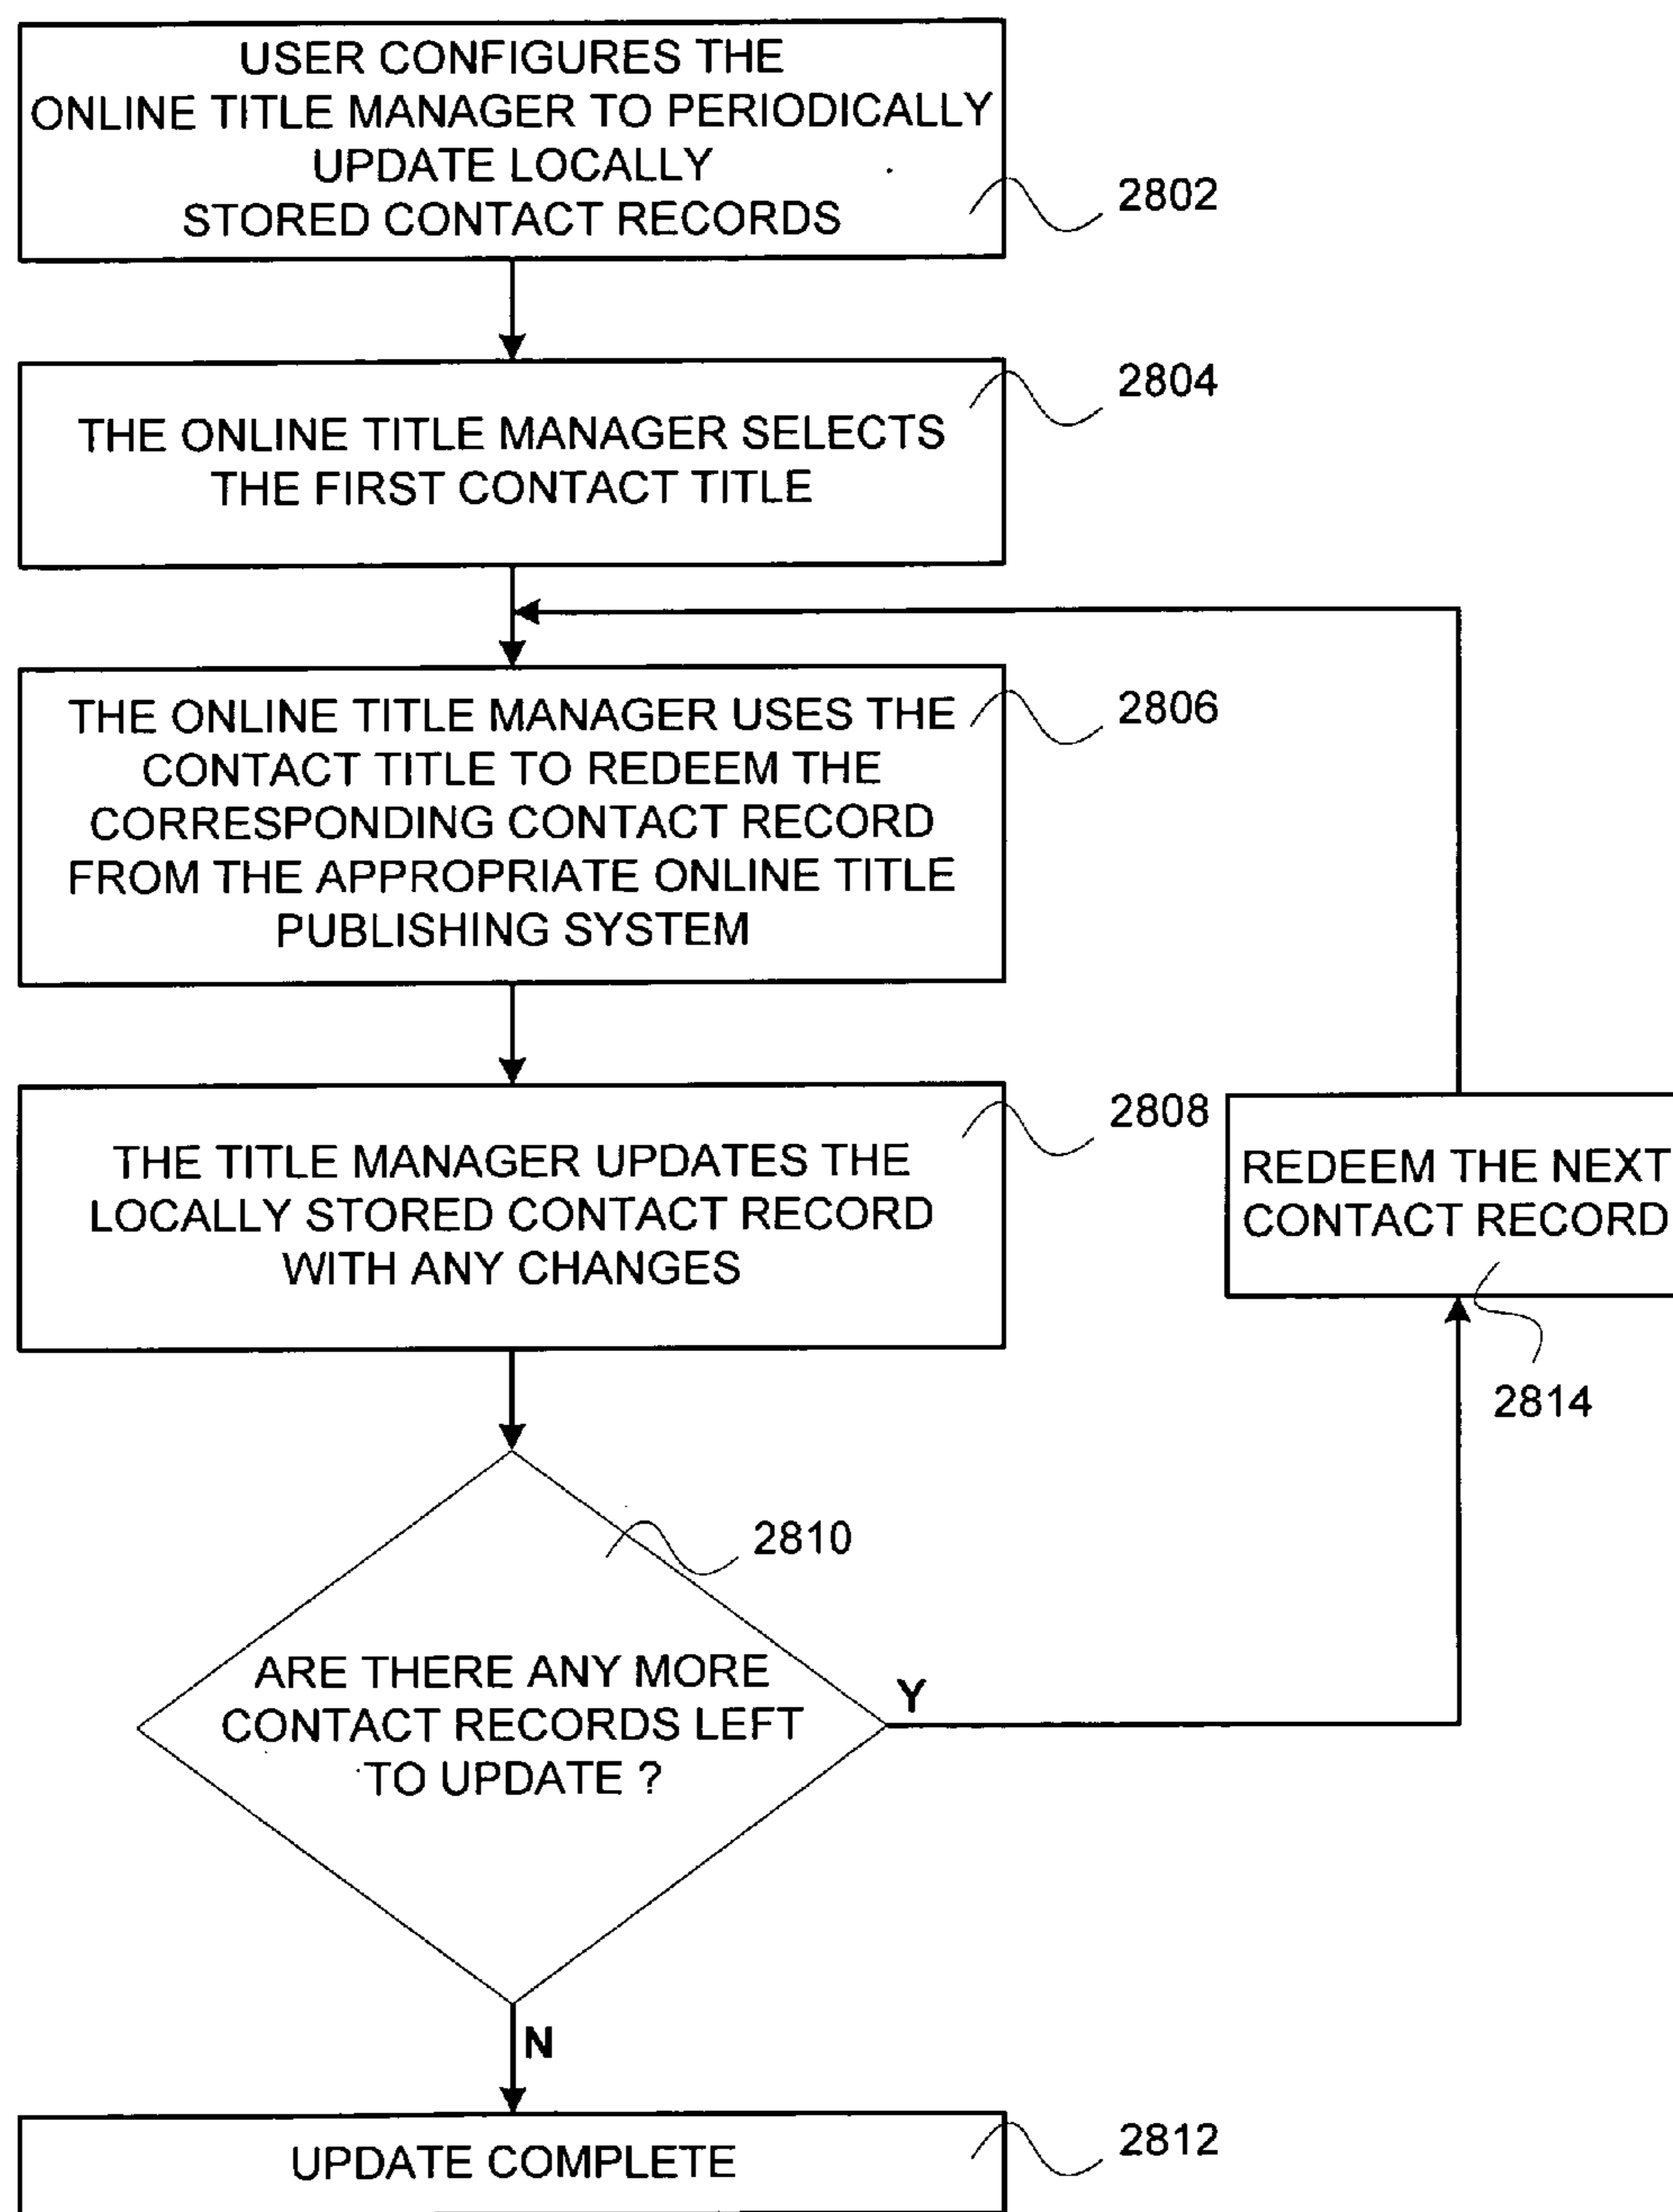 USER CONFIGURES THE
ONLINE TITLE MANAGER TO PERIODICALLY
UPDATE LOCALLY
STORED CONTACT RECORDS
2802
2804
THE ONLINE TITLE MANAGER SELECTS
THE FIRST CONTACT TITLE
THE ONLINE TITLE MANAGER USES THE
CONTACT TITLE TO REDEEM THE
CORRESPONDING CONTACT RECORD
FROM THE APPROPRIATE ONLINE TITLE
PUBLISHING SYSTEM
2806
2808
THE TITLE MANAGER UPDATES THE
LOCALLY STORED CONTACT RECORD
WITH ANY CHANGES
REDEEM THE NEXT
CONTACT RECORD
2814
2810
ARE THERE ANY MORE
CONTACT RECORDS LEFT
TO UPDATE ?
Y
N
UPDATE COMPLETE
2812